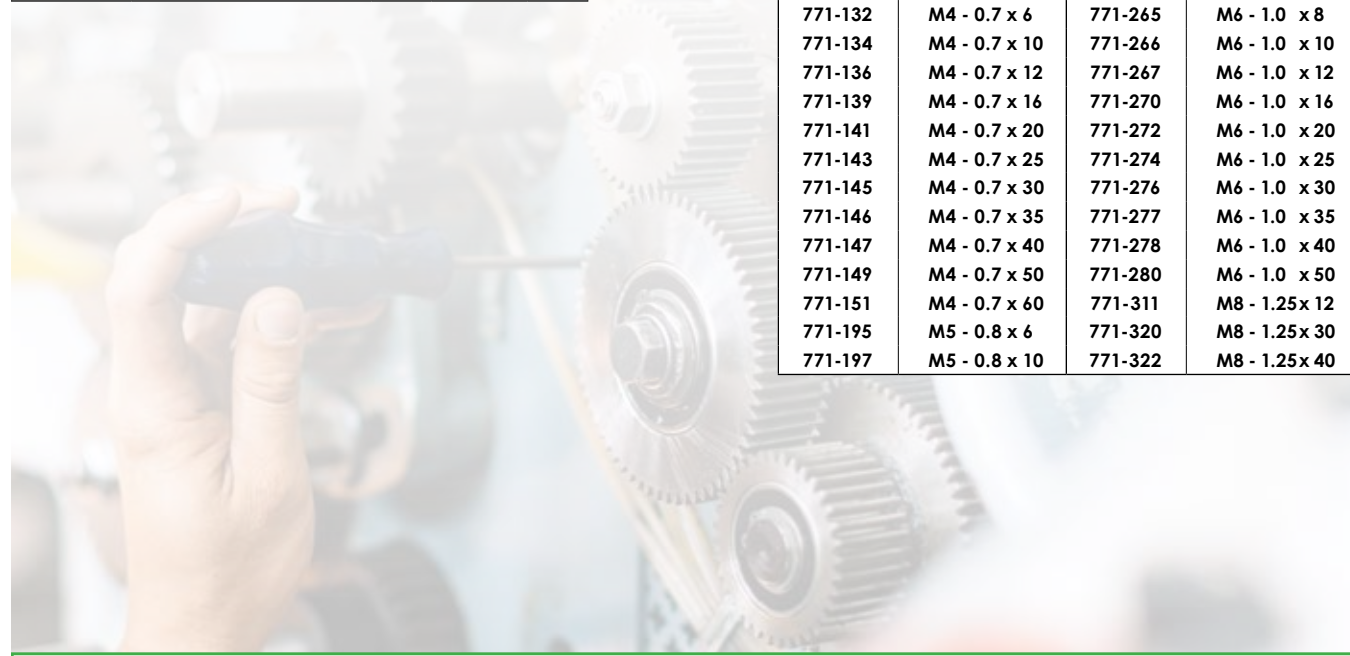 771-132 M4 - 0.7 x 6 771-265 M6 - 1.0 x 8
771-134 M4 - 0.7 x 10 771-266 M6 - 1.0 x 10
771-136 M4 - 0.7 x 12 771-267 M6 - 1.0 x 12
771-139 M4 - 0.7 x 16 771-270 M6 - 1.0 x 16
771-141 M4 - 0.7 x 20 771-272 M6 - 1.0 x 20
771-143 M4 - 0.7 x 25 771-274 M6 - 1.0 x 25
771-145 M4 - 0.7 x 30 771-276 M6 - 1.0 x 30
771-146 M4 - 0.7 x 35 771-277 M6 - 1.0 x 35
771-147 M4 - 0.7 x 40 771-278 M6 - 1.0 x 40
771-149 M4 - 0.7 x 50 771-280 M6 - 1.0 x 50
771-151 M4 - 0.7 x 60 771-311 M8 - 1.25x 12
771-195 M5 - 0.8 x 6 771-320 M8 - 1.25x 30
771-197 M5 - 0.8 x 10 771-322 M8 - 1.25x 40